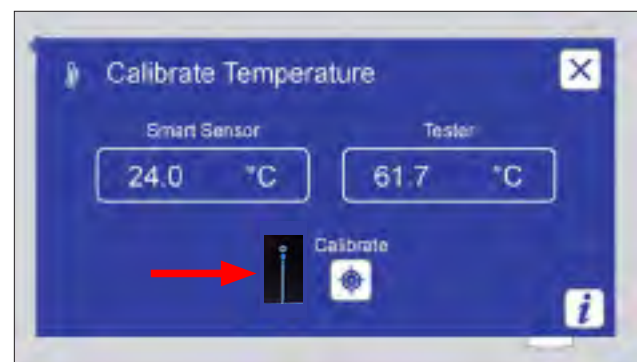 Calibrate Temperature
Smart Sensor
Tester
24.0 °C
61.7 °C
Calibrate
i